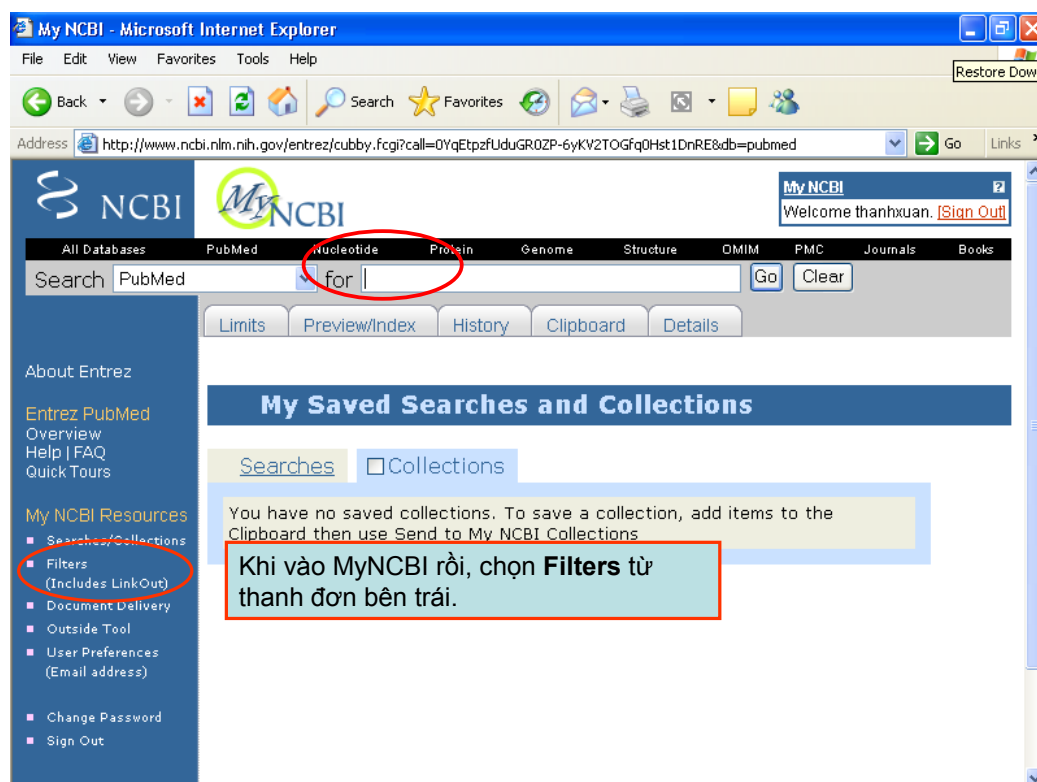 My NCBI - Microsoft Internet Explorer
File Edit View Favorites Tools Help
Restore Dow
Back Search Favorites
Address http://www.ncbi.nlm.nih.gov/entrez/cubby.fcgi?call=0YqEtpzfUduGR0ZP-6yKV2TOGfq0Hst1DnRE&db=pubmed Go Links
NCBI
My NCBI
My NCBI
Welcome thanhxuan. [Sign Out]
All Databases PubMed Nucleotide Protein Genome Structure OMIM PMC Journals Books
Search PubMed for Go Clear
Limits Preview/Index History Clipboard Details
About Entrez
Entrez PubMed
Overview
Help | FAQ
Quick Tours
My NCBI Resources
Searches/Collections
Filters
(Includes LinkOut)
Document Delivery
Outside Tool
User Preferences
(Email address)
Change Password
Sign Out
My Saved Searches and Collections
Searches Collections
You have no saved collections. To save a collection, add items to the
Clipboard then use Send to My NCBI Collections
Khi vào MyNCBI rồi, chọn Filters từ
thanh đơn bên trái.